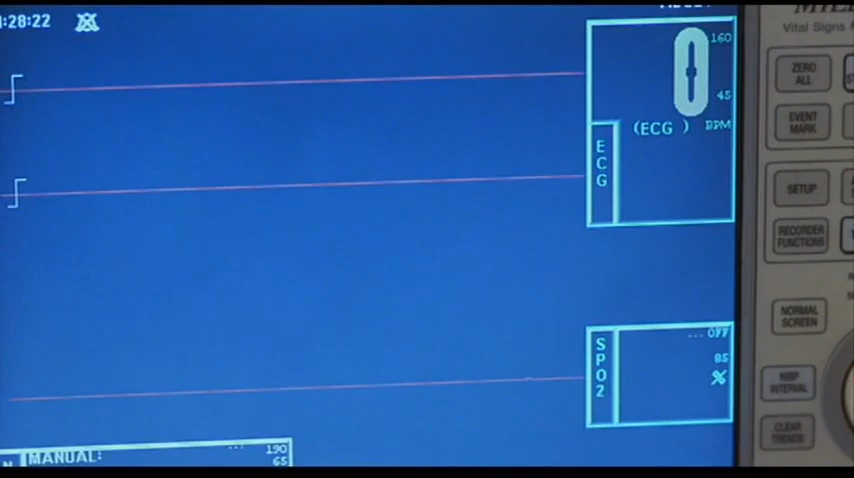 :28:22
160
45
(ECG )
BPM
ECG
... OFF
85
%
SPO2
MANUAL:
... 190
65
Vital Signs
ZERO
ALL
EVENT
MARK
SETUP
RECORDER
FUNCTIONS
NORMAL
SCREEN
NIBP
INTERVAL
CLEAR
TRENDS